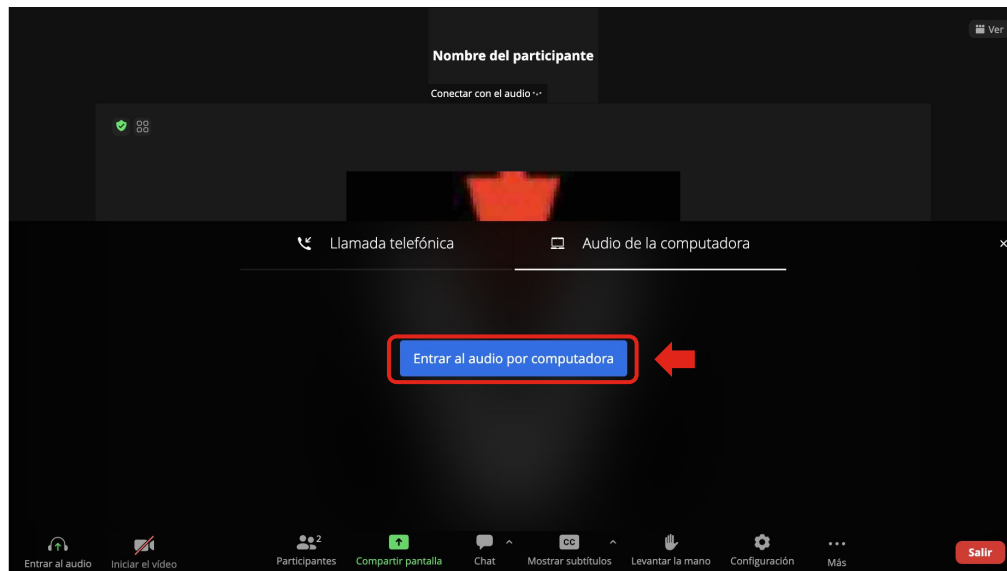 Ver
Nombre del participante
Conectar con el audio
Llamada telefónica
Audio de la computadora
Entrar al audio por computadora
2
Entrar al audio
Iniciar el vídeo
Participantes
Compartir pantalla
Chat
CC
Mostrar subtítulos
Levantar la mano
Configuración
Más
Salir